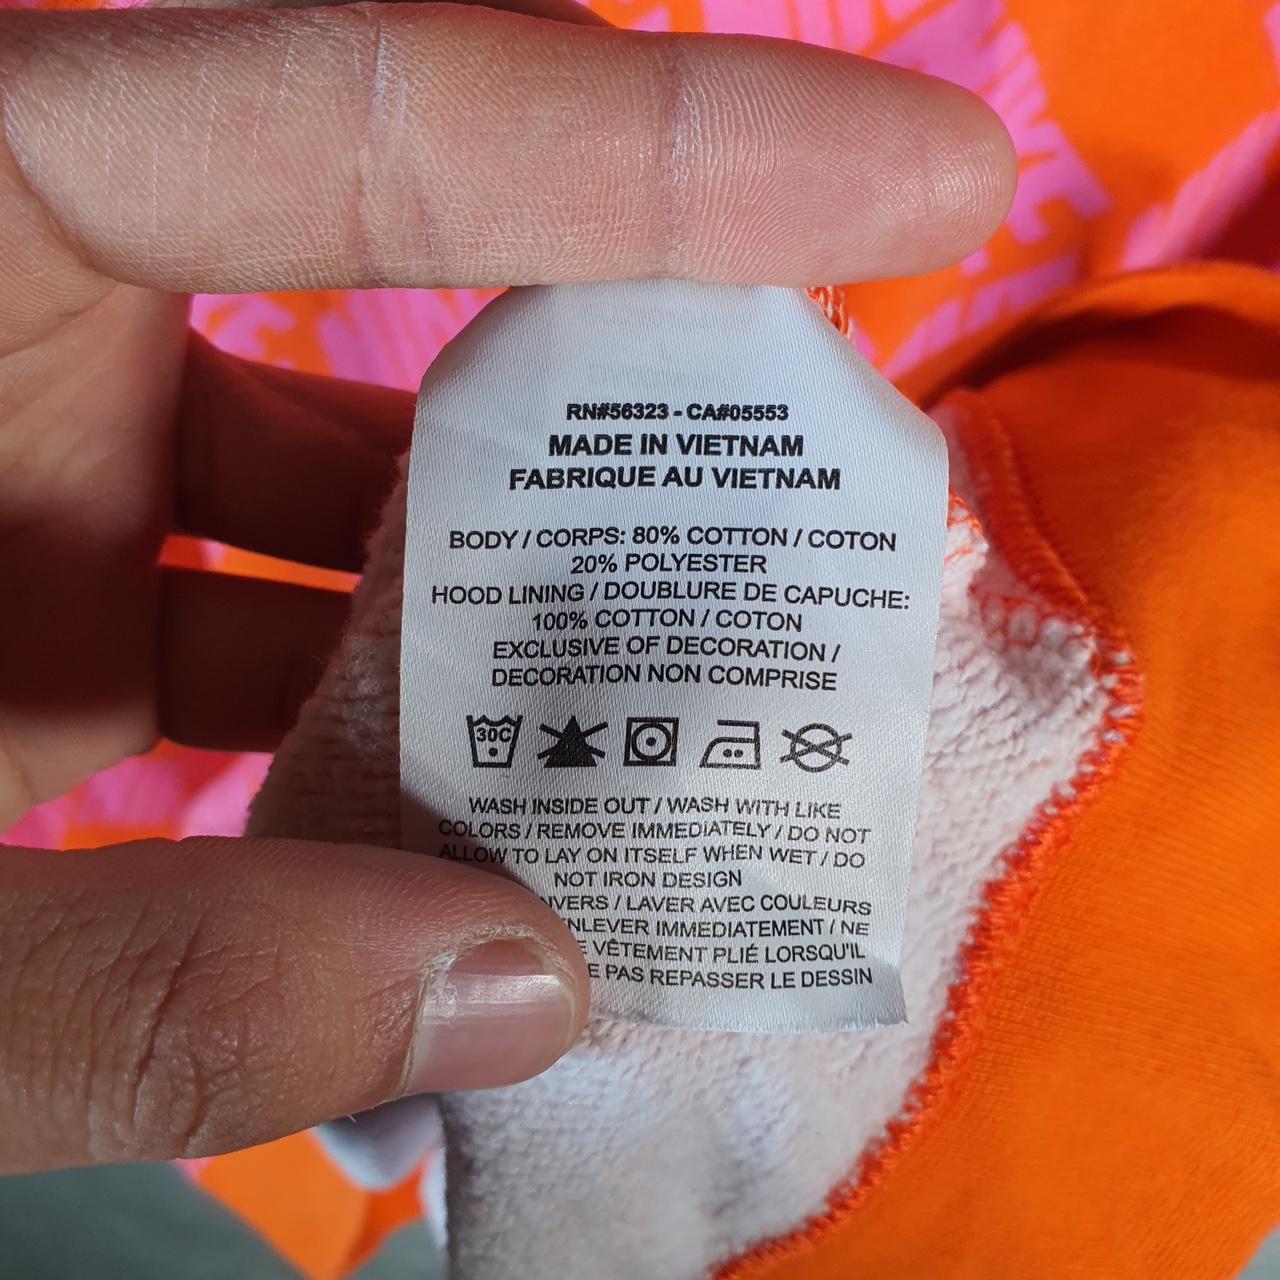 RN#56323 - CA#05553
MADE IN VIETNAM
FABRIQUE AU VIETNAM
BODY / CORPS: 80% COTTON / COTON
20% POLYESTER
HOOD LINING / DOUBLURE DE CAPUCHE:
100% COTTON / COTON
EXCLUSIVE OF DECORATION /
DECORATION NON COMPRISE
30C
WASH INSIDE OUT / WASH WITH LIKE
COLORS / REMOVE IMMEDIATELY / DO NOT
ALLOW TO LAY ON ITSELF WHEN WET / DO
NOT IRON DESIGN
NVERS / LAVER AVEC COULEURS
NLEVER IMMEDIATEMENT / NE
VÊTEMENT PLIÉ LORSQU'IL
E PAS REPASSER LE DESSIN